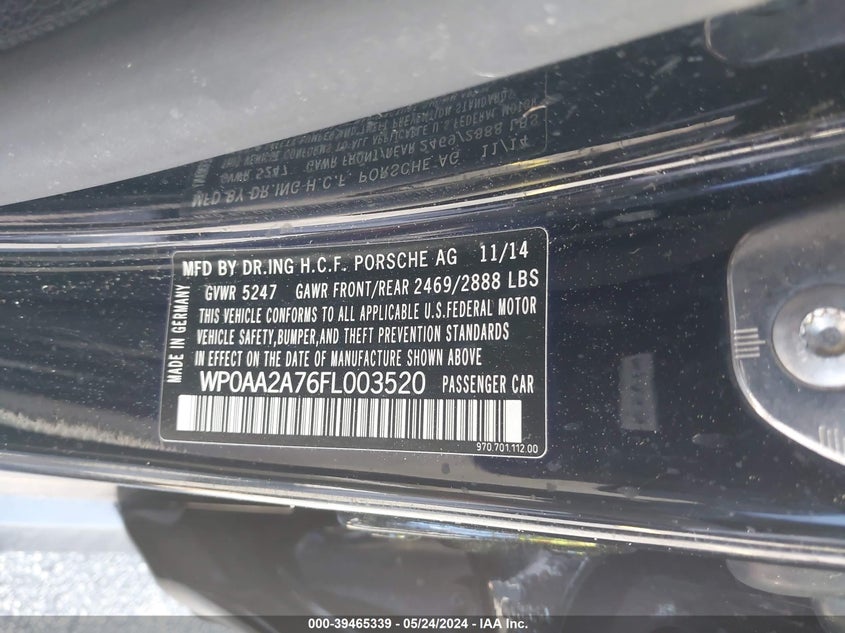 MFD BY DR.ING H.C.F. PORSCHE AG 11/14
GVWR 5247 GAWR FRONT/REAR 2469/2888 LBS
THIS VEHICLE CONFORMS TO ALL APPLICABLE U.S.FEDERAL MOTOR
VEHICLE SAFETY,BUMPER,AND THEFT PREVENTION STANDARDS
IN EFFECT ON THE DATE OF MANUFACTURE SHOWN ABOVE
WP0AA2A76FL003520 PASSENGER CAR
970.701.112.00
MADE IN GERMANY
000-39465339 - 05/24/2024 - IAA Inc.